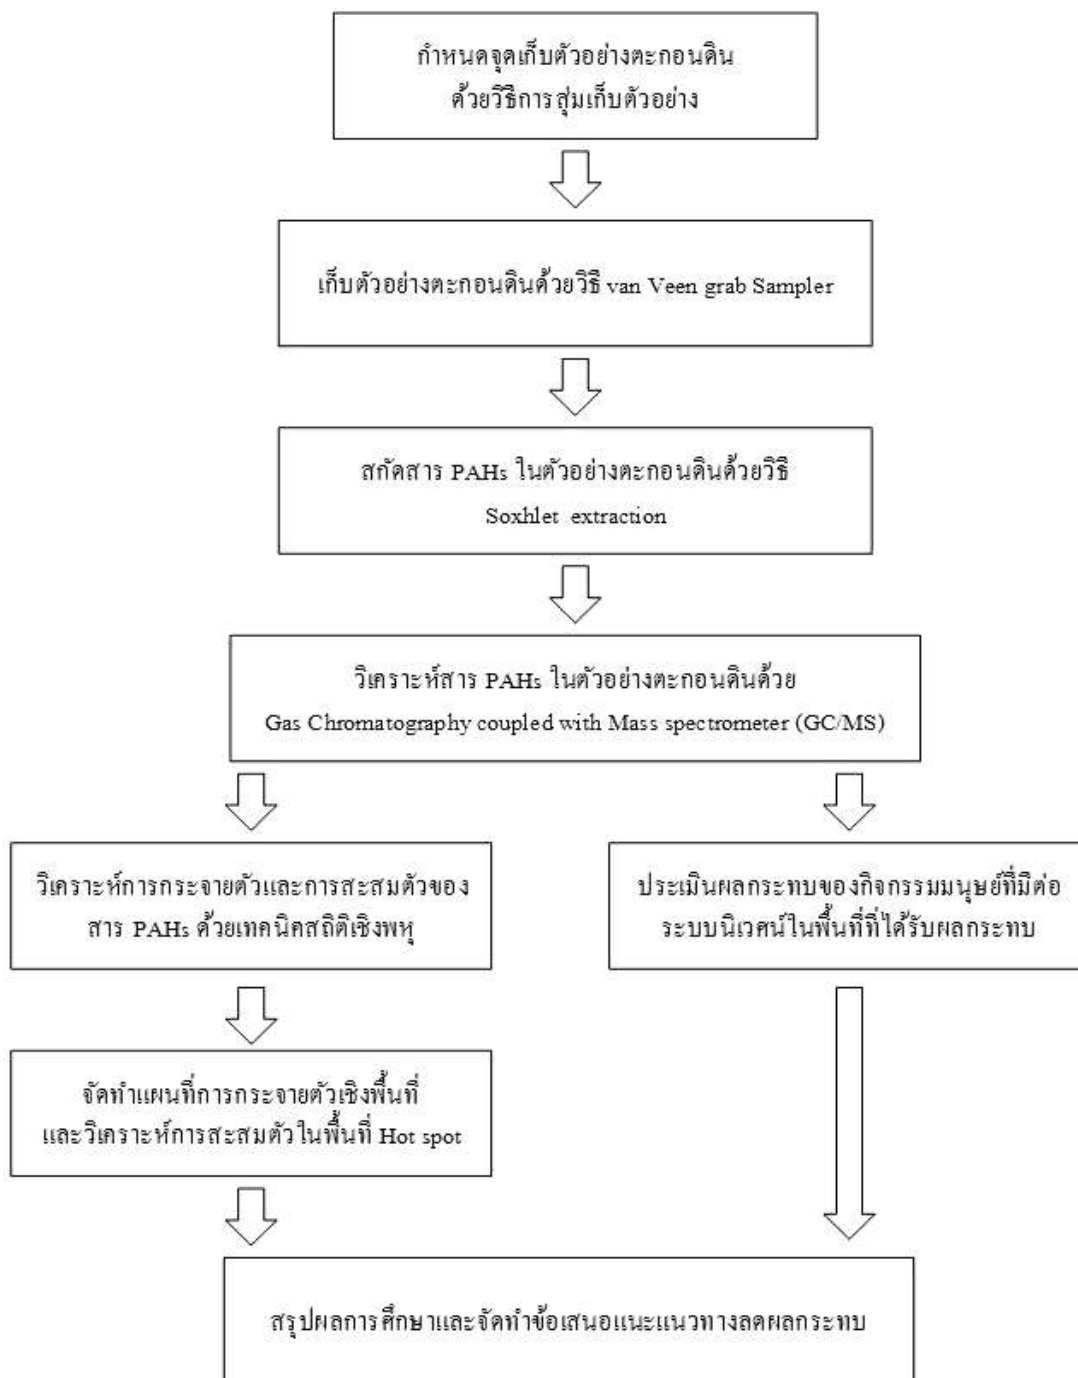 กำหนดจุดเก็บตัวอย่างตะกอนดิน
ด้วยวิธีการสุ่มเก็บตัวอย่าง
เก็บตัวอย่างตะกอนดินด้วยวิธี van Veen grab Sampler
สกัดสาร PAHs ในตัวอย่างตะกอนดินด้วยวิธี
Soxhlet extraction
วิเคราะห์สาร PAHs ในตัวอย่างตะกอนดินด้วย
Gas Chromatography coupled with Mass spectrometer (GC/MS)
วิเคราะห์การกระจายตัวและการสะสมตัวของ
สาร PAHs ด้วยเทคนิคสถิติเชิงพหุ
ประเมินผลกระทบของกิจกรรมมนุษย์ที่มีต่อ
ระบบนิเวศน์ในพื้นที่ที่ได้รับผลกระทบ
จัดทำแผนที่การกระจายตัวเชิงพื้นที่
และวิเคราะห์การสะสมตัวในพื้นที่ Hot spot
สรุปผลการศึกษาและจัดทำข้อเสนอแนะแนวทางลดผลกระทบ